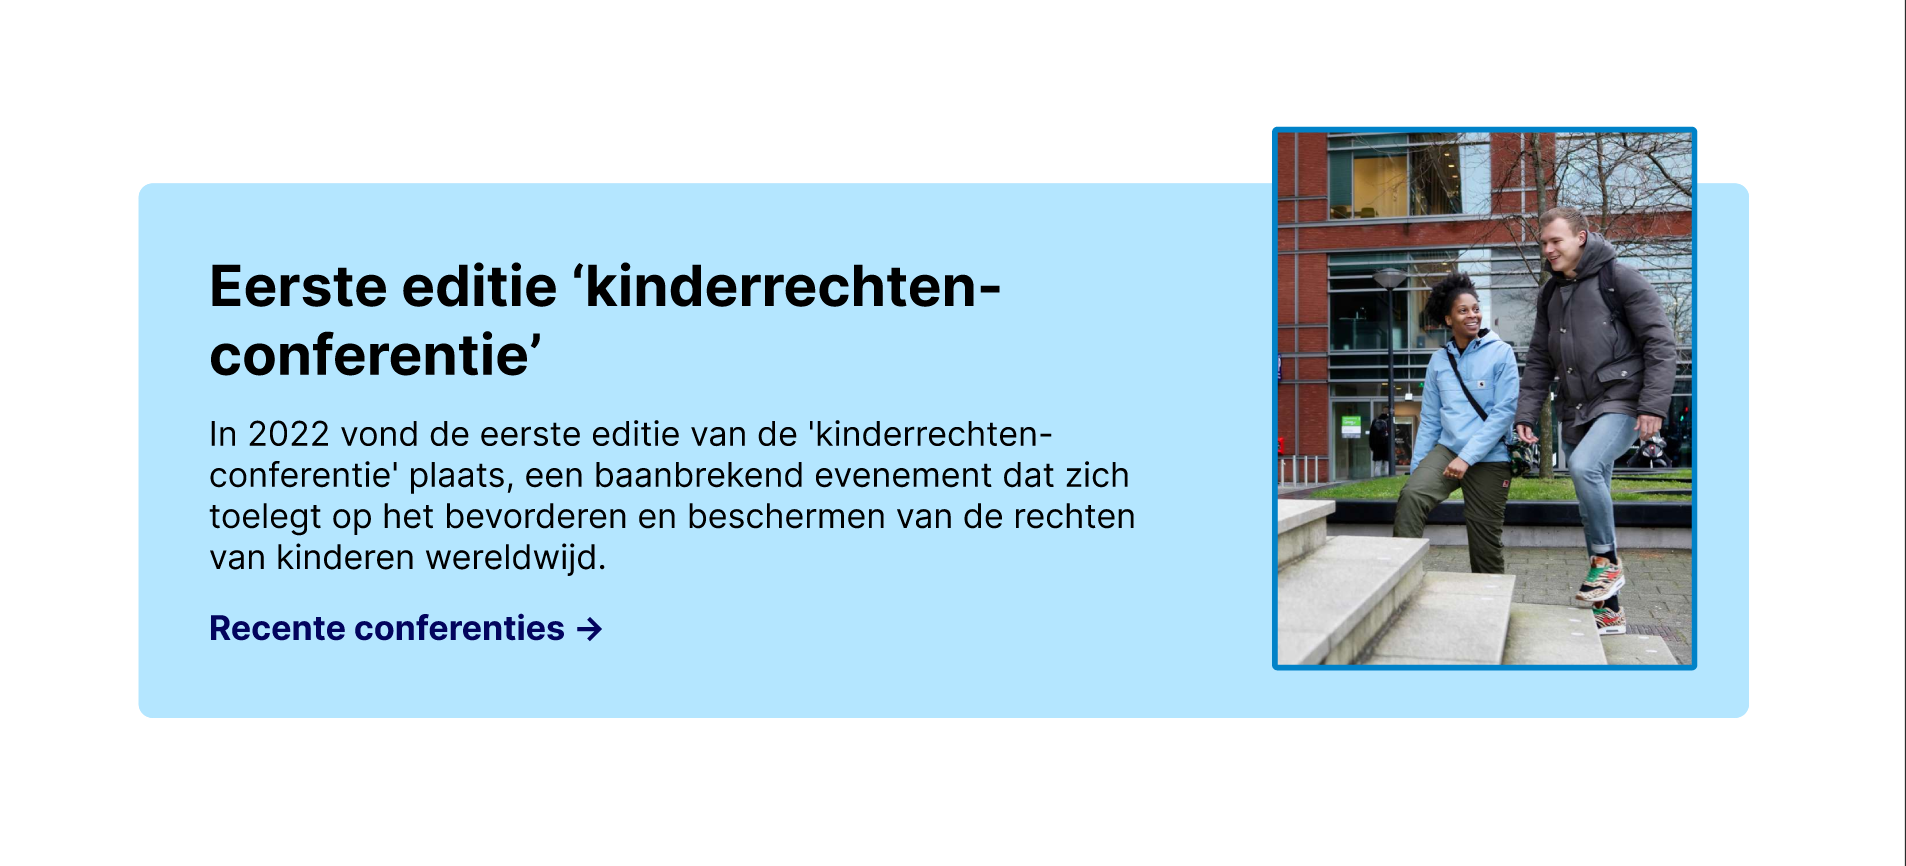 Eerste editie ‘kinderrechten-
conferentie’
In 2022 vond de eerste editie van de 'kinderrechten-
conferentie' plaats, een baanbrekend evenement dat zich
toelegt op het bevorderen en beschermen van de rechten
van kinderen wereldwijd.
Recente conferenties →